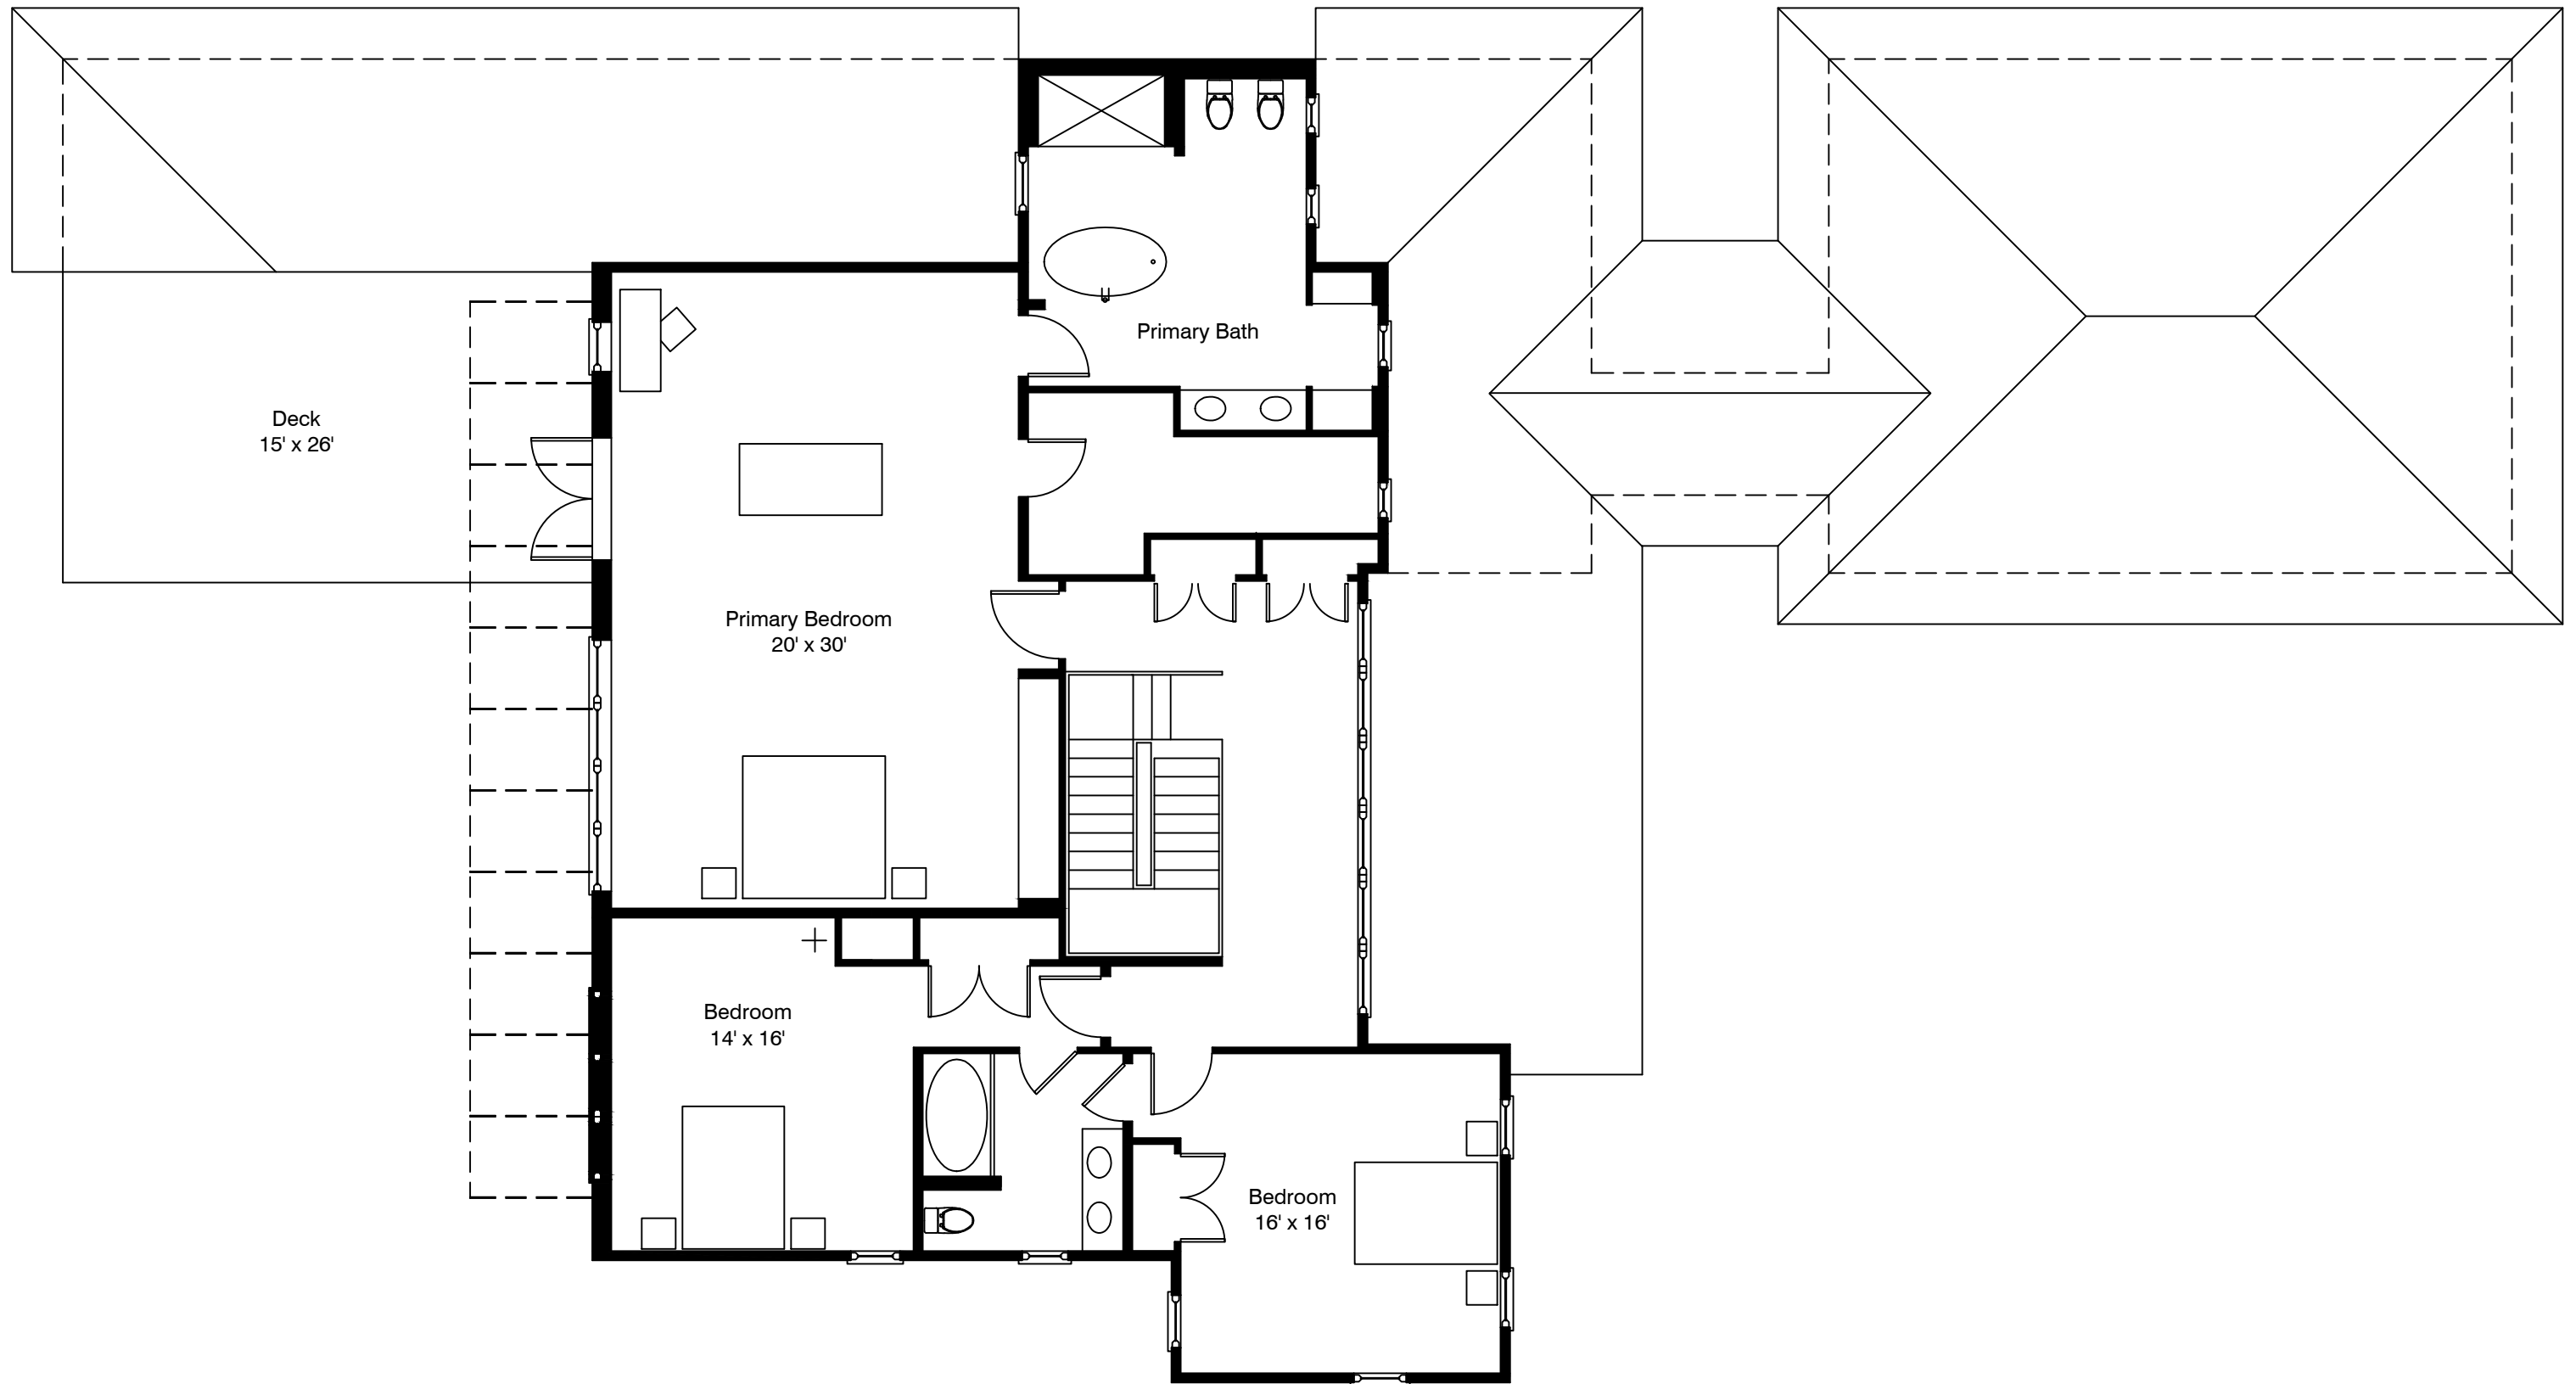 Primary Bath
Deck
15' x 26'
Primary Bedroom
20' x 30'
Bedroom
14' x 16'
Bedroom
16' x 16'